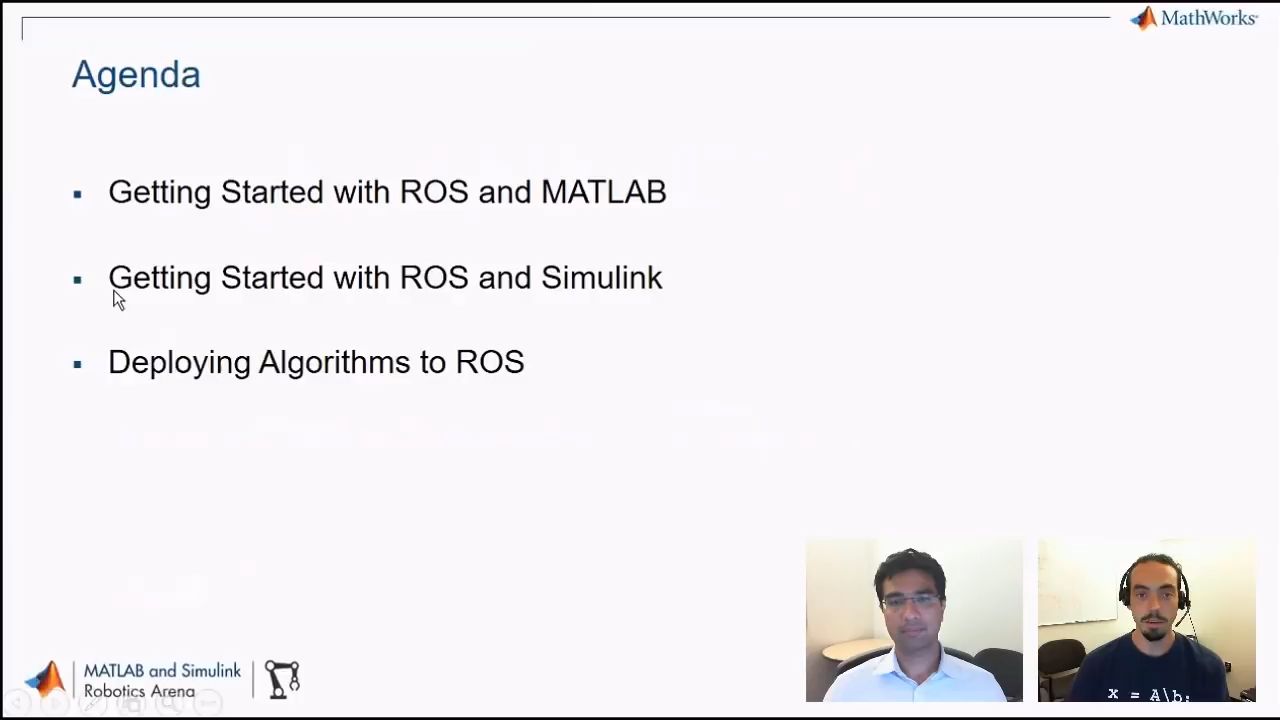 MathWorks
Agenda
Getting Started with ROS and MATLAB
Getting Started with ROS and Simulink
Deploying Algorithms to ROS
MATLAB and Simulink
Robotics Arena
x = A\b;